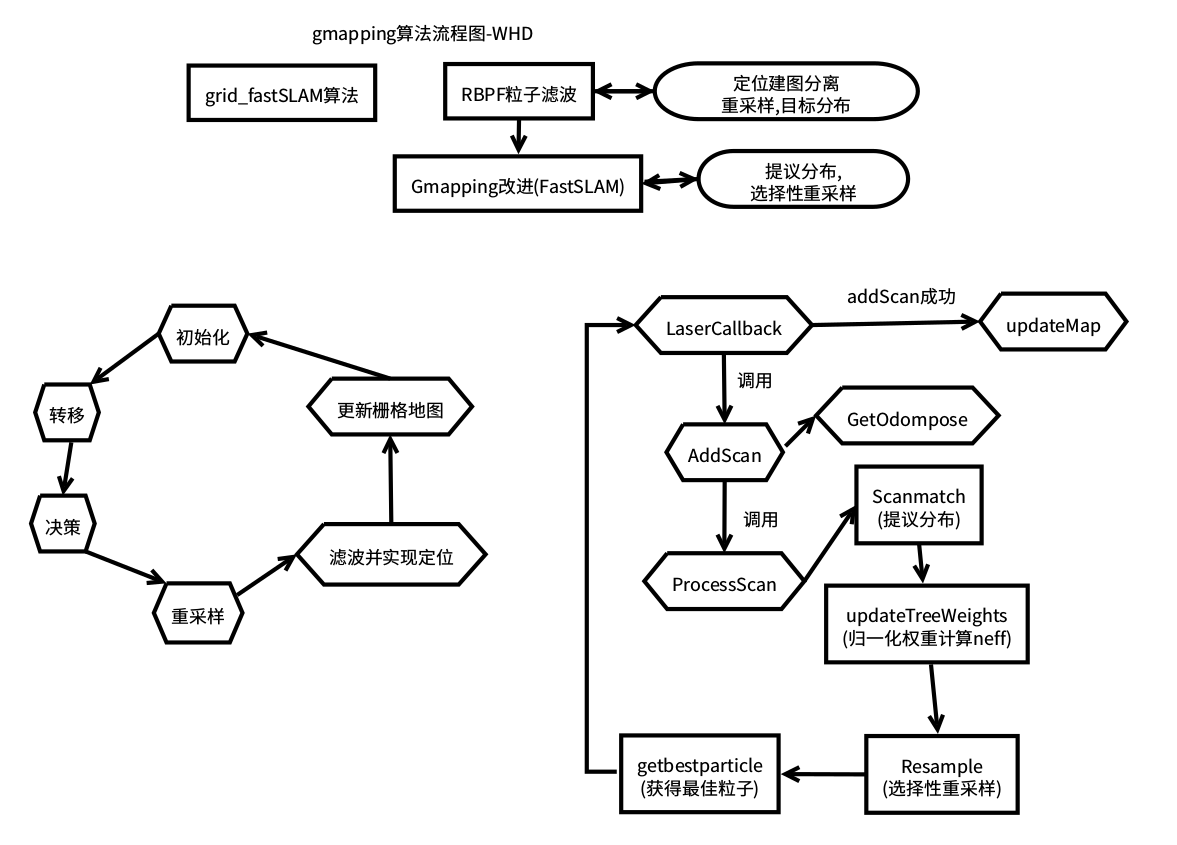 gmapping算法流程图-WHD
grid_fastSLAM算法
RBPF粒子滤波
定位建图分离
重采样,目标分布
Gmapping改进(FastSLAM)
提议分布,
选择性重采样
初始化
转移
决策
重采样
滤波并实现定位
更新栅格地图
LaserCallback
addScan成功
updateMap
调用
AddScan
GetOdompose
调用
ProcessScan
Scanmatch
(提议分布)
updateTreeWeights
(归一化权重计算neff)
Resample
(选择性重采样)
getbestparticle
(获得最佳粒子)